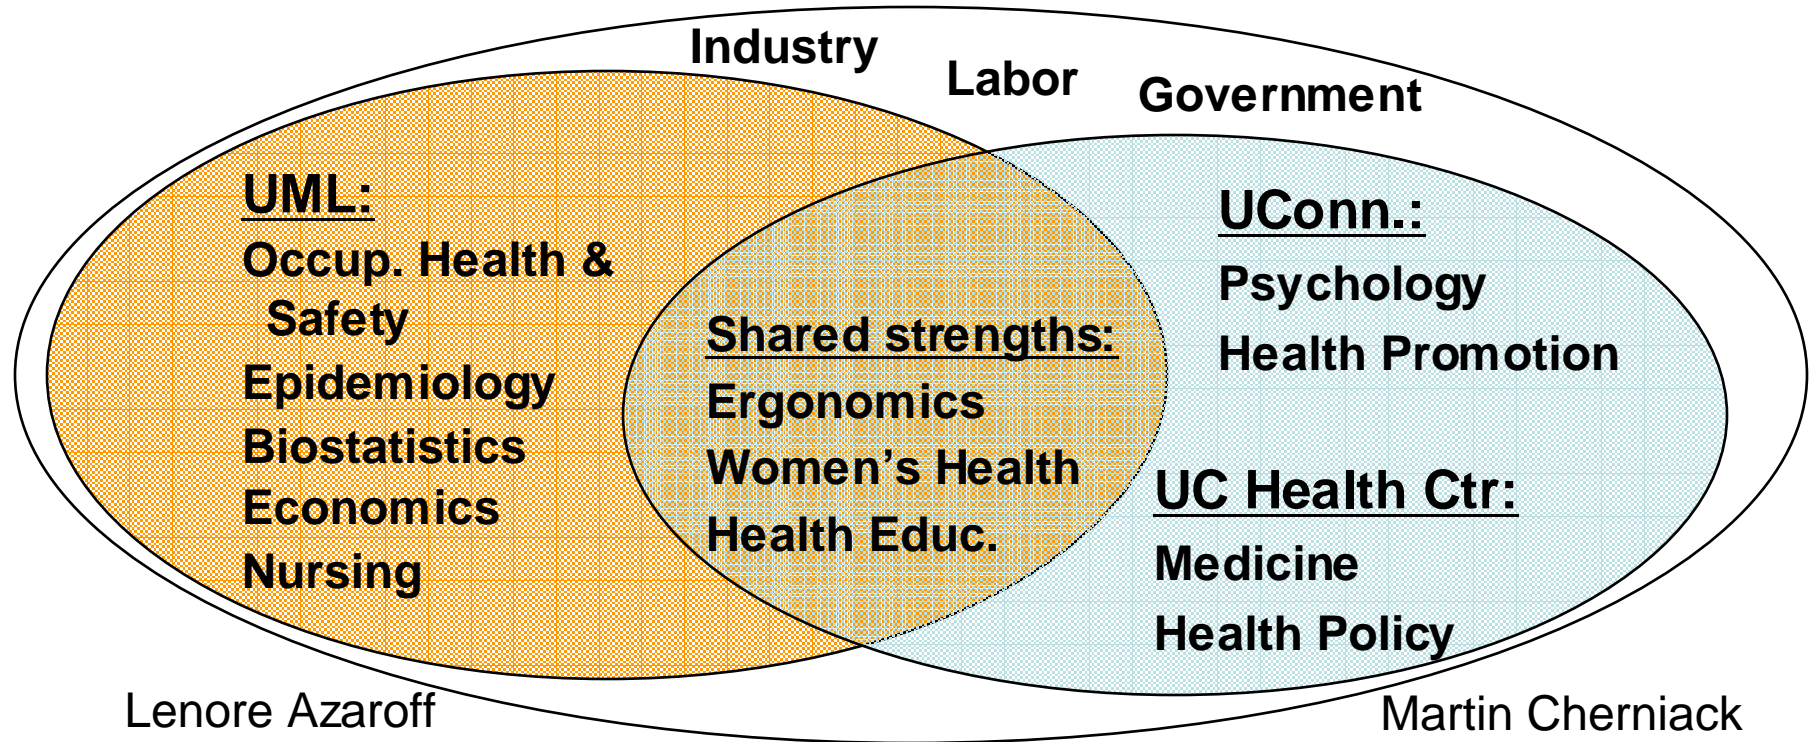 Industry
Labor
Government
UML:
Occup. Health &
Safety
Epidemiology
Biostatistics
Economics
Nursing
Shared strengths:
Ergonomics
Women’s Health
Health Educ.
UConn.:
Psychology
Health Promotion
UC Health Ctr:
Medicine
Health Policy
Lenore Azaroff
Martin Cherniack